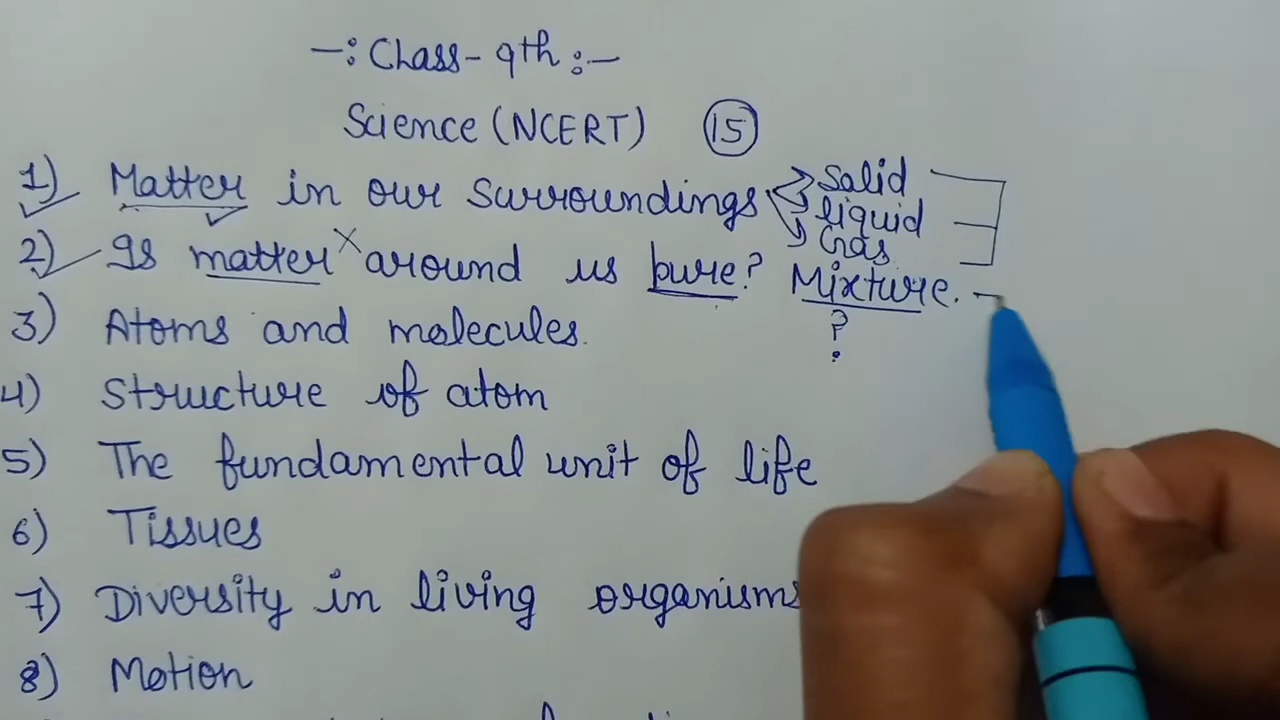 -: Class - 9th :-
Science (NCERT) 15
1) Matter in our surroundings Solid
liquid
Gas
2) Is matter around us pure? Mixture.
?
3) Atoms and molecules.
4) Structure of atom
5) The fundamental unit of life
6) Tissues
7) Diversity in living organisms
8) Motion